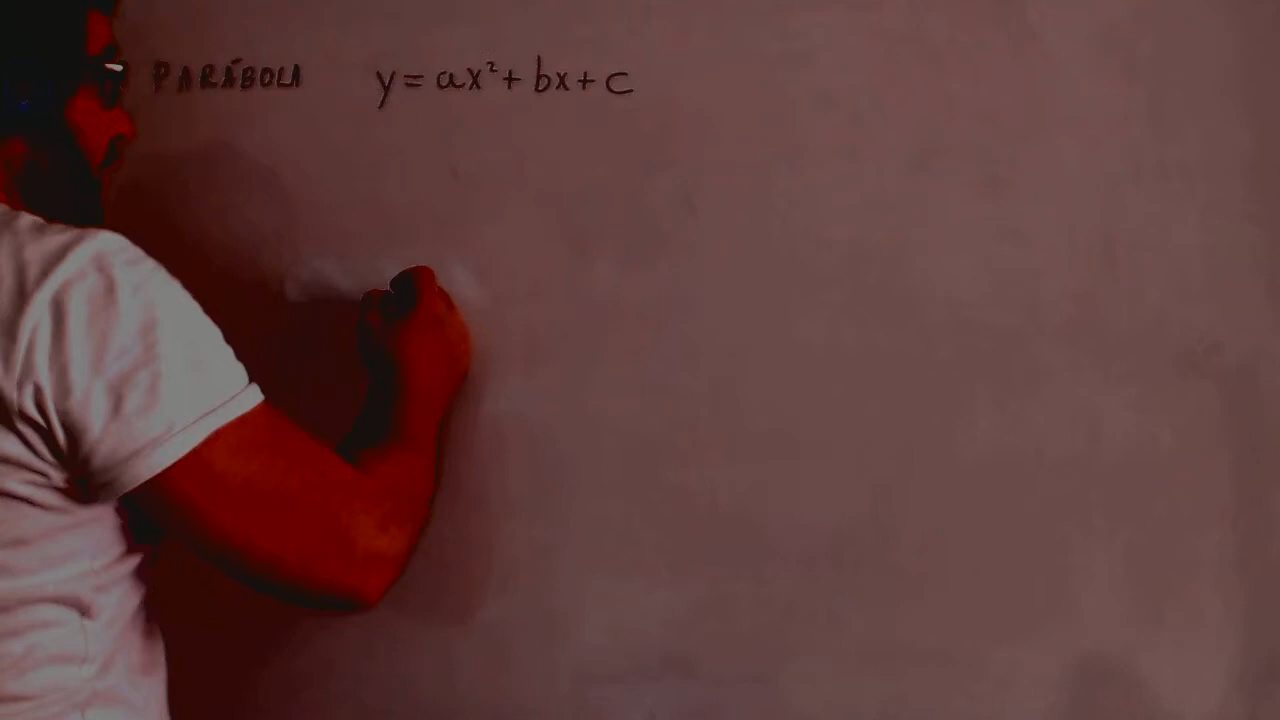 PARÁBOLA y = ax² + bx + c